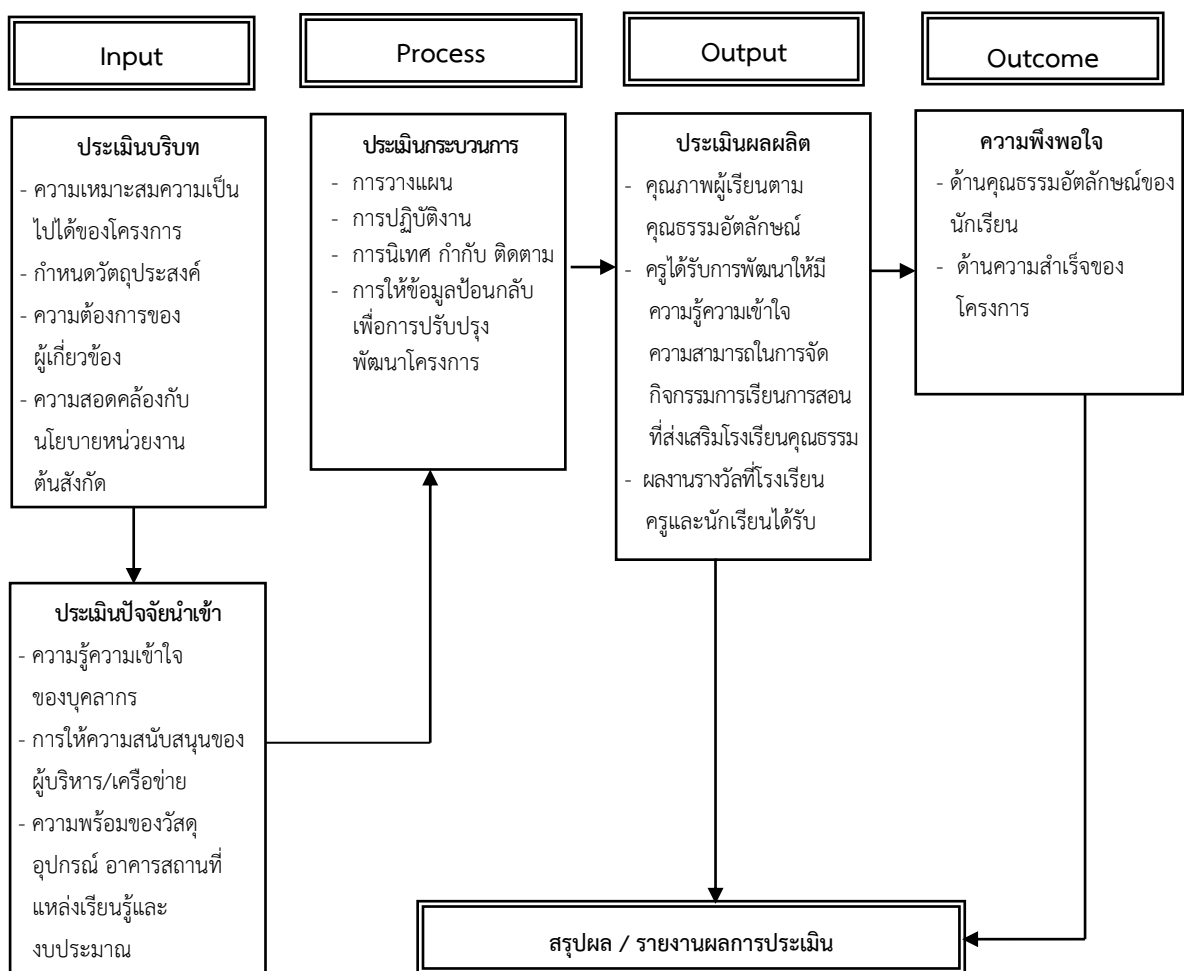 Input
Process
Output
Outcome
ประเมินบริบท
- ความเหมาะสมความเป็น
ไปได้ของโครงการ
- กำหนดวัตถุประสงค์
- ความต้องการของ
ผู้เกี่ยวข้อง
- ความสอดคล้องกับ
นโยบายหน่วยงาน
ต้นสังกัด
ประเมินปัจจัยนำเข้า
- ความรู้ความเข้าใจ
ของบุคลากร
- การให้ความสนับสนุนของ
ผู้บริหาร/เครือข่าย
- ความพร้อมของวัสดุ
อุปกรณ์ อาคารสถานที่
แหล่งเรียนรู้และ
งบประมาณ
ประเมินกระบวนการ
- การวางแผน
- การปฏิบัติงาน
- การนิเทศ กำกับ ติดตาม
- การให้ข้อมูลป้อนกลับ
เพื่อการปรับปรุง
พัฒนาโครงการ
ประเมินผลผลิต
- คุณภาพผู้เรียนตาม
คุณธรรมอัตลักษณ์
- ครูได้รับการพัฒนาให้มี
ความรู้ความเข้าใจ
ความสามารถในการจัด
กิจกรรมการเรียนการสอน
ที่ส่งเสริมโรงเรียนคุณธรรม
- ผลงานรางวัลที่โรงเรียน
ครูและนักเรียนได้รับ
ความพึงพอใจ
- ด้านคุณธรรมอัตลักษณ์ของ
นักเรียน
- ด้านความสำเร็จของ
โครงการ
สรุปผล / รายงานผลการประเมิน